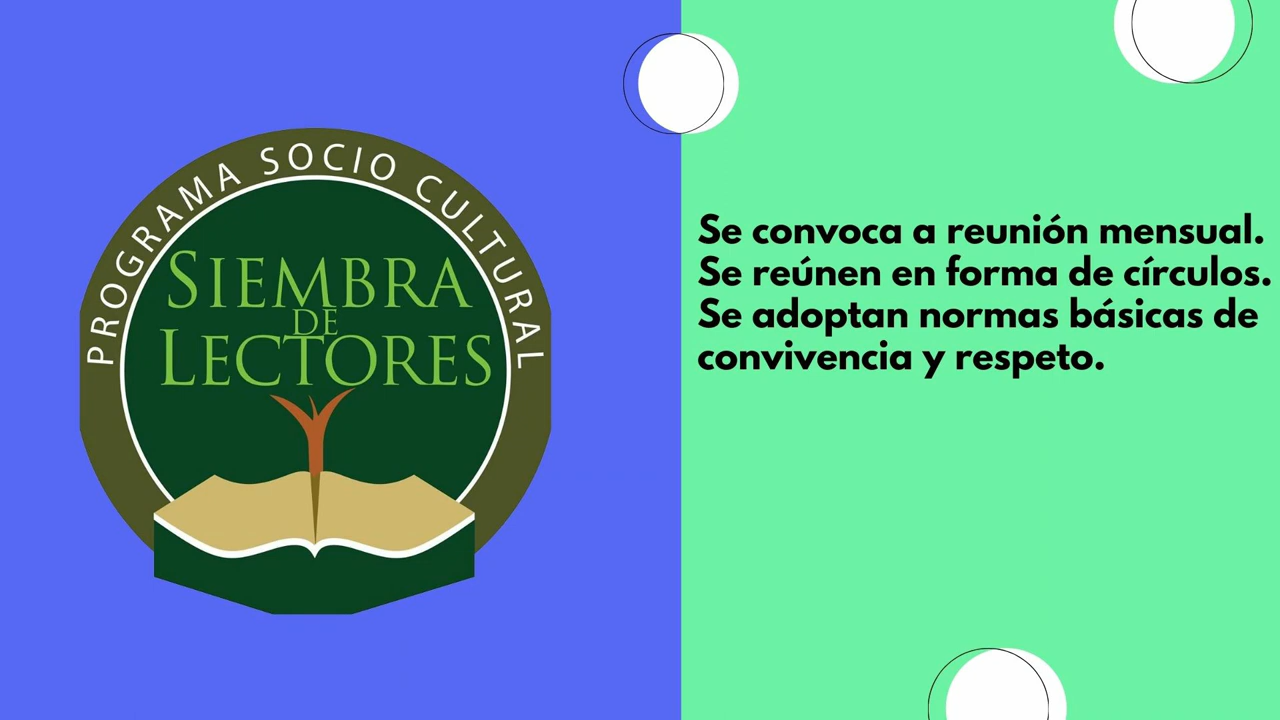 PROGRAMA SOCIO CULTURAL
SIEMBRA
DE
LECTORES
Se convoca a reunión mensual.
Se reúnen en forma de círculos.
Se adoptan normas básicas de
convivencia y respeto.